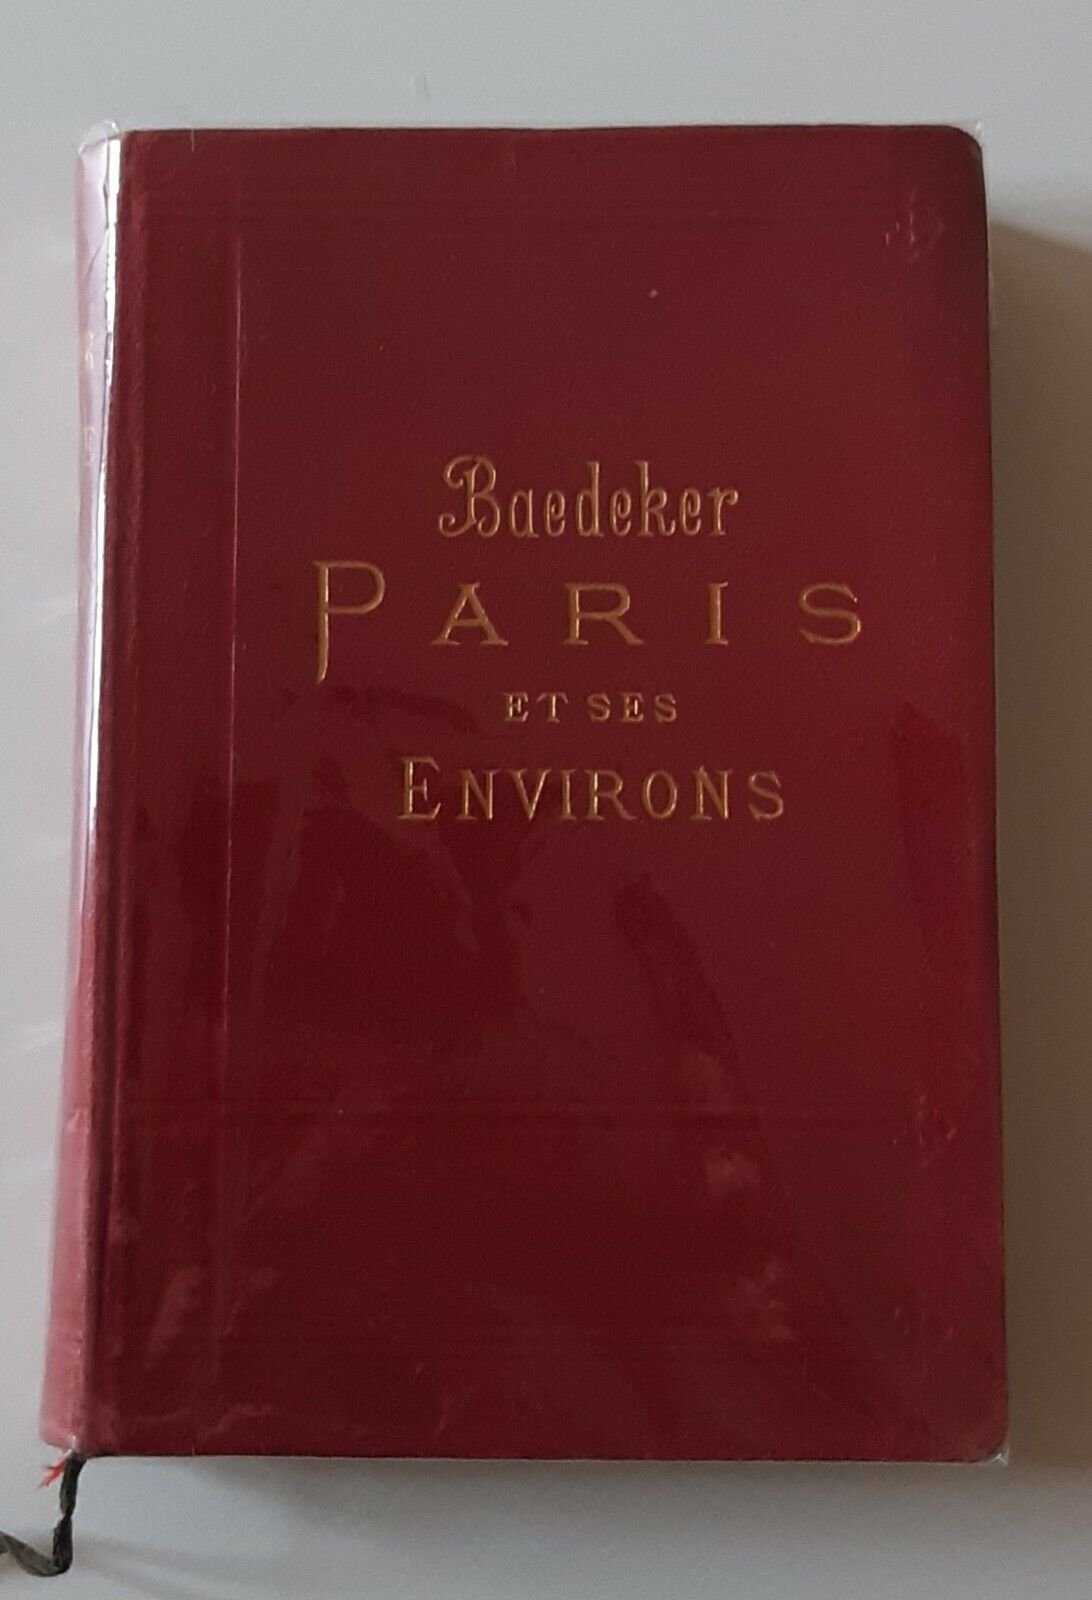 Baedeker
PARIS
ET SES
ENVIRONS